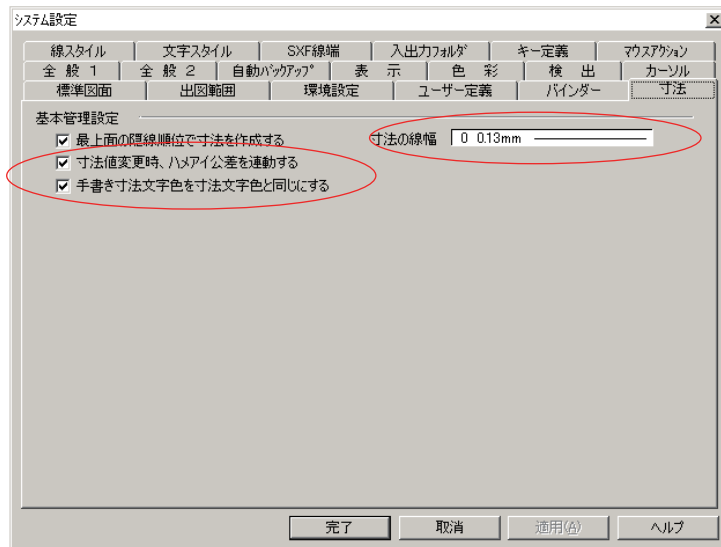 システム設定
線スタイル 文字スタイル SXF線端 入出力フォルダ キー定義 マウスアクション
全 般 1 全 般 2 自動バックアップ 表 示 色 彩 検 出 カーソル
標準図面 出図範囲 環境設定 ユーザー定義 バインダー 寸法
基本管理設定
最上面の隠線順位で寸法を作成する 寸法の線幅 0 0.13mm
寸法値変更時、ハメアイ公差を連動する
手書き寸法文字色を寸法文字色と同じにする
完了 取消 適用(A) ヘルプ